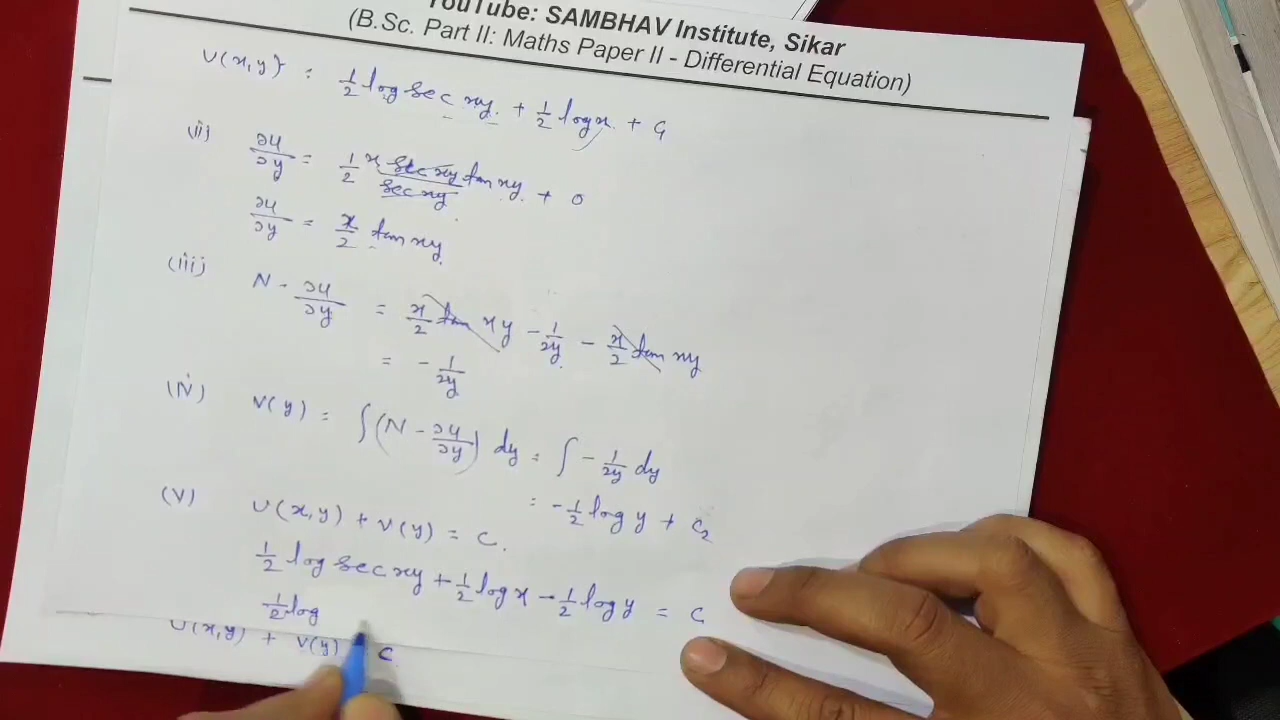 YouTube: SAMBHAV Institute, Sikar
(B.Sc. Part II: Maths Paper II - Differential Equation)
U(x,y) : 1/2 log sec xy + 1/2 log x + C1
(ii) ∂U/∂y = 1/2 x sec xy tan xy / sec xy + 0
∂U/∂y = x/2 tan xy
(iii) N - ∂U/∂y = x/2 tan xy - 1/2y - x/2 tan xy
= - 1/2y
(iv) V(y) = ∫(N - ∂U/∂y) dy = ∫ - 1/2y dy
= -1/2 log y + C2
(v) U(x,y) + V(y) = C.
1/2 log sec xy + 1/2 log x - 1/2 log y = C
1/2 log
U(x,y) + V(y) C